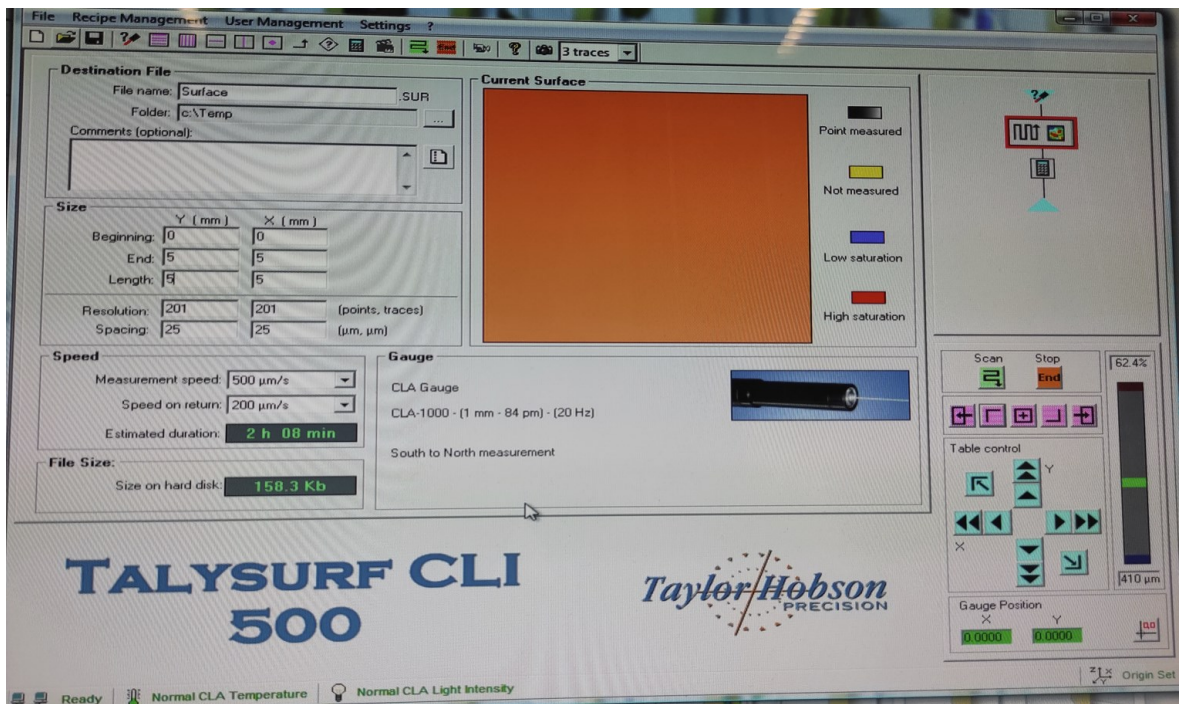 File Recipe Management User Management Settings ?
3 traces
Destination File
File name: Surface .SUR
Folder: c:\Temp ...
Comments (optional):
Size
Y ( mm ) X ( mm )
Beginning: 0 0
End: 5 5
Length: 5 5
Resolution: 201 201 (points, traces)
Spacing: 25 25 (µm, µm)
Speed
Measurement speed: 500 µm/s
Speed on return: 200 µm/s
Estimated duration: 2 h 08 min
File Size:
Size on hard disk: 158.3 Kb
Current Surface
Point measured
Not measured
Low saturation
High saturation
Gauge
CLA Gauge
CLA-1000 - (1 mm - 84 pm) - (20 Hz)
South to North measurement
Scan Stop
End
62.4%
Table control
Y
X
410 µm
Gauge Position
X Y
0.0000 0.0000
TALYSURF CLI
500
Taylor Hobson
PRECISION
Ready Normal CLA Temperature Normal CLA Light Intensity
Origin Set